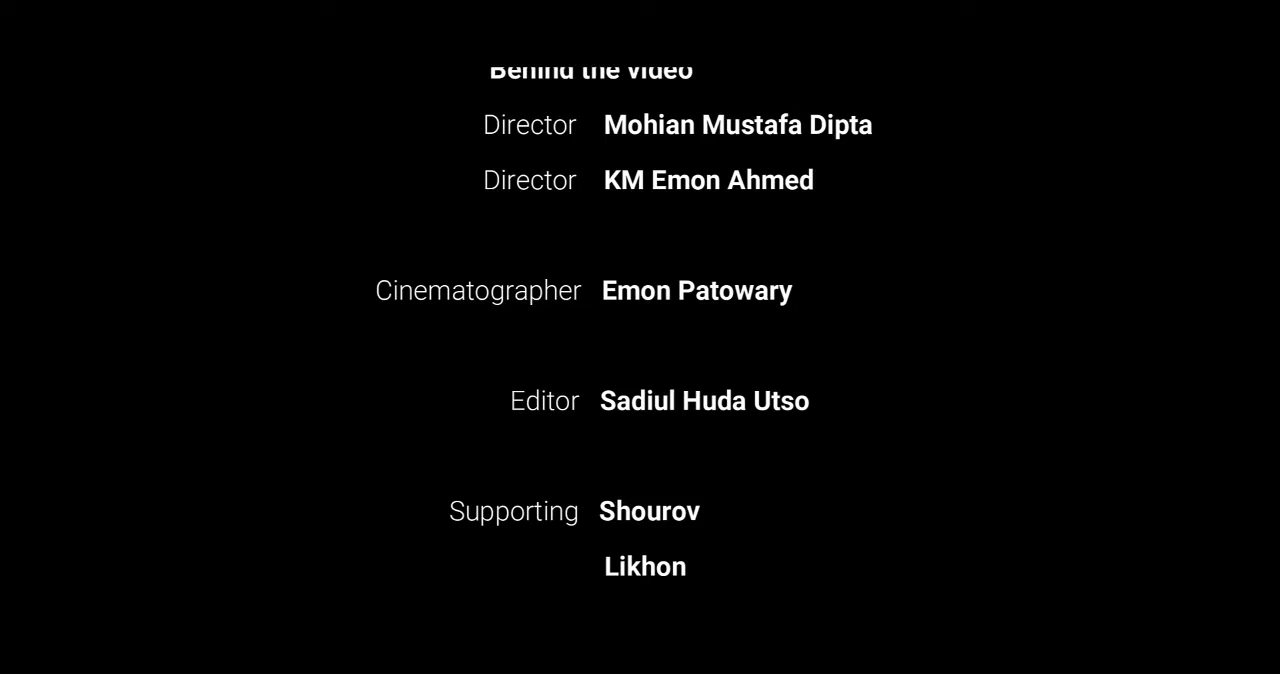 Behind the video
Director Mohian Mustafa Dipta
Director KM Emon Ahmed
Cinematographer Emon Patowary
Editor Sadiul Huda Utso
Supporting Shourov
Likhon